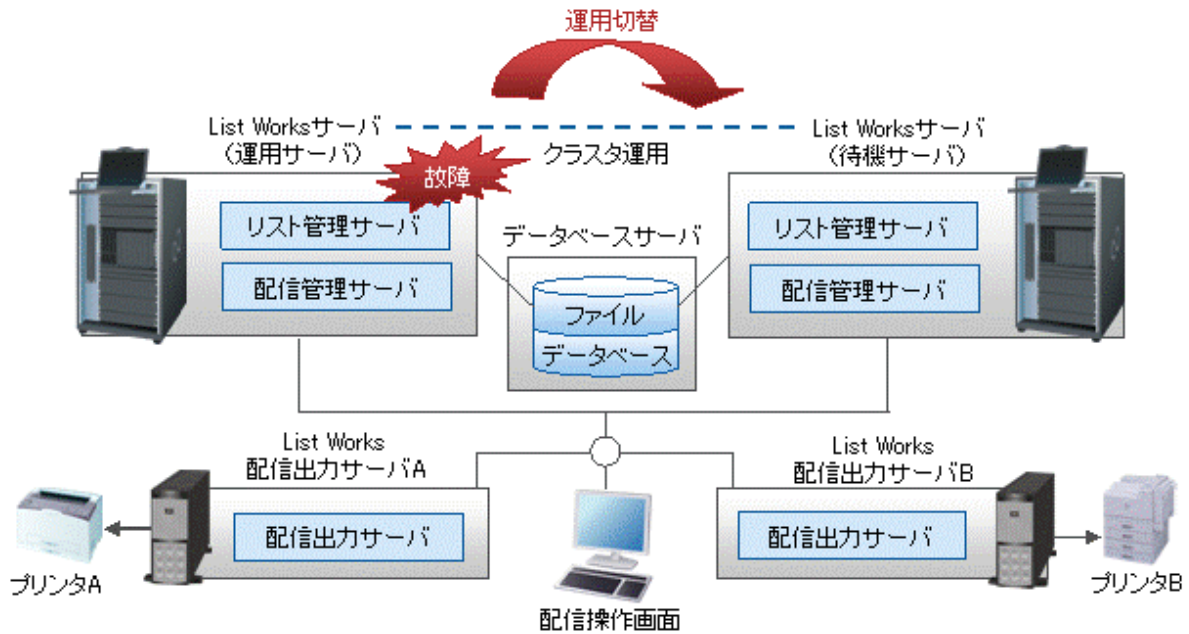 運用切替
List Worksサーバ
（運用サーバ）
クラスタ運用
List Worksサーバ
（待機サーバ）
故障
リスト管理サーバ
配信管理サーバ
データベースサーバ
ファイル
データベース
リスト管理サーバ
配信管理サーバ
List Works
配信出力サーバA
List Works
配信出力サーバB
配信出力サーバ
配信出力サーバ
プリンタA
配信操作画面
プリンタB